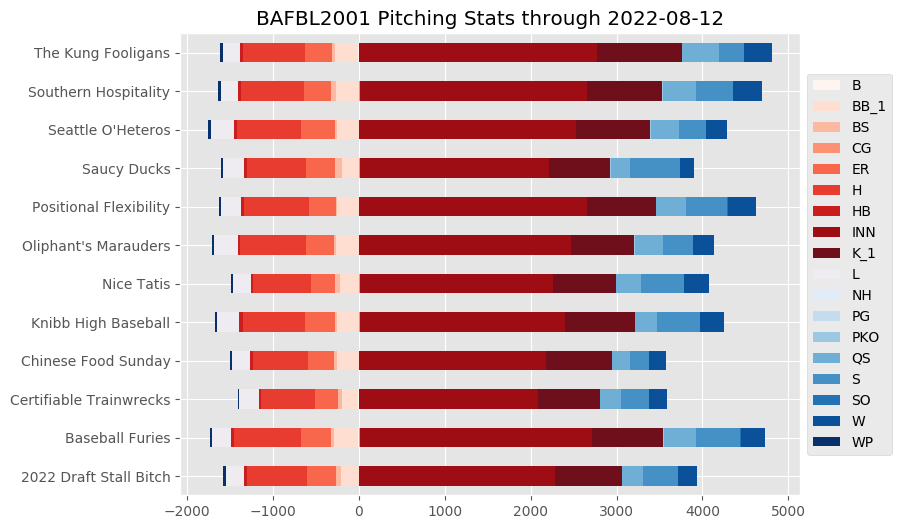 BAFBL2001 Pitching Stats through 2022-08-12
The Kung Fooligans
Southern Hospitality
Seattle O'Heteros
Saucy Ducks
Positional Flexibility
Oliphant's Marauders
Nice Tatis
Knibb High Baseball
Chinese Food Sunday
Certifiable Trainwrecks
Baseball Furies
2022 Draft Stall Bitch
−2000 −1000 0 1000 2000 3000 4000 5000
B
BB_1
BS
CG
ER
H
HB
INN
K_1
L
NH
PG
PKO
QS
S
SO
W
WP